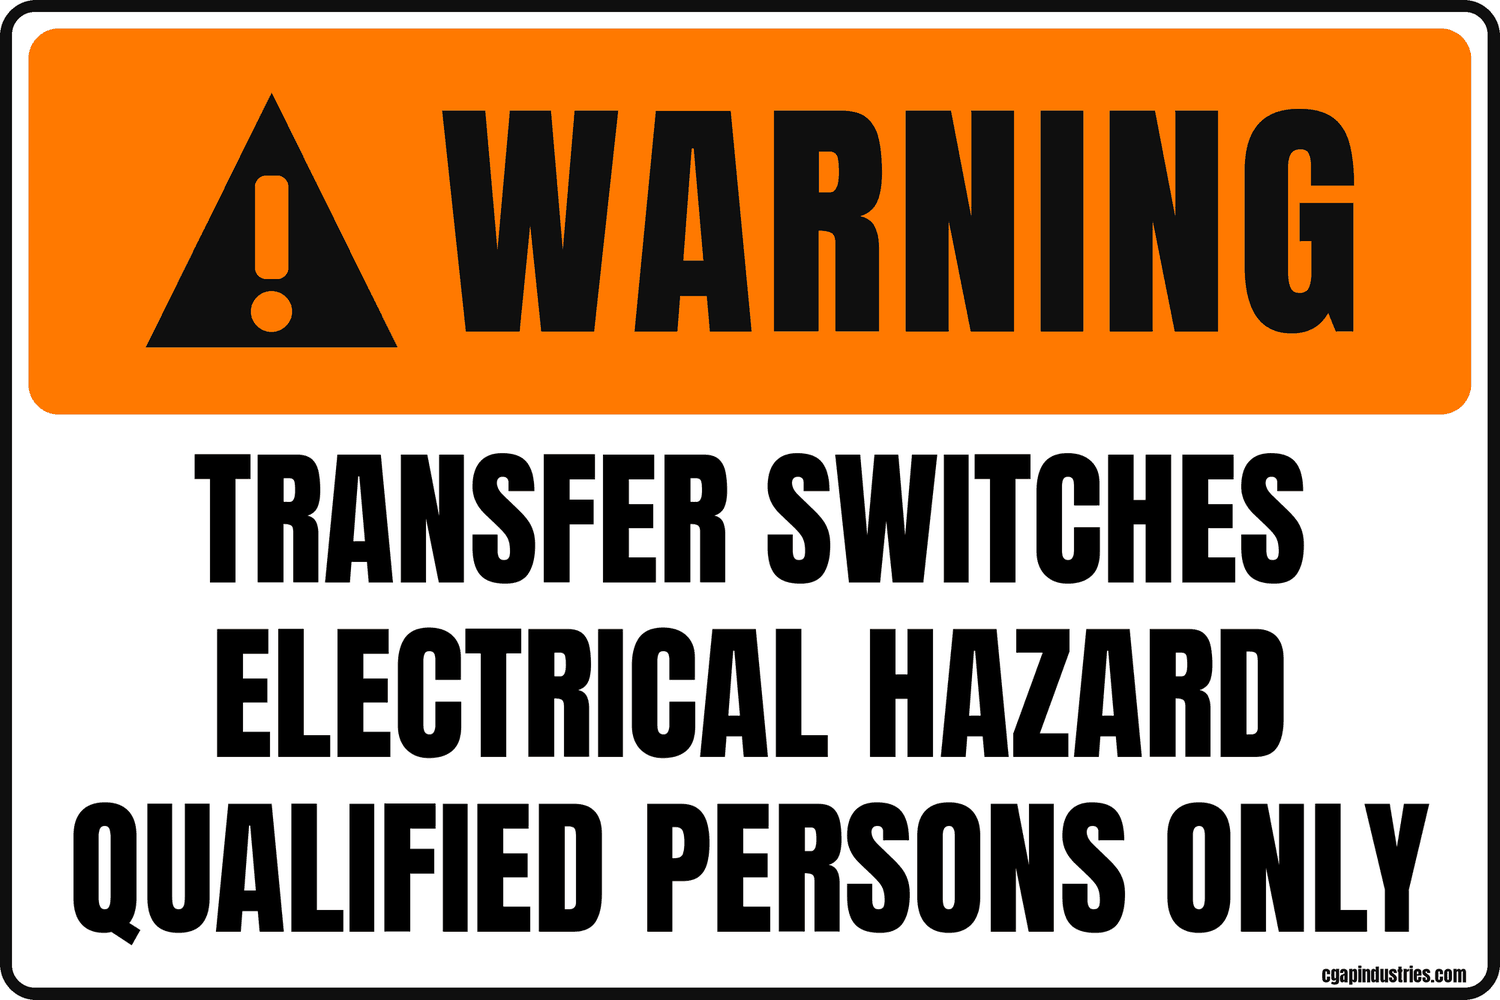 WARNING
TRANSFER SWITCHES
ELECTRICAL HAZARD
QUALIFIED PERSONS ONLY
cgapindustries.com